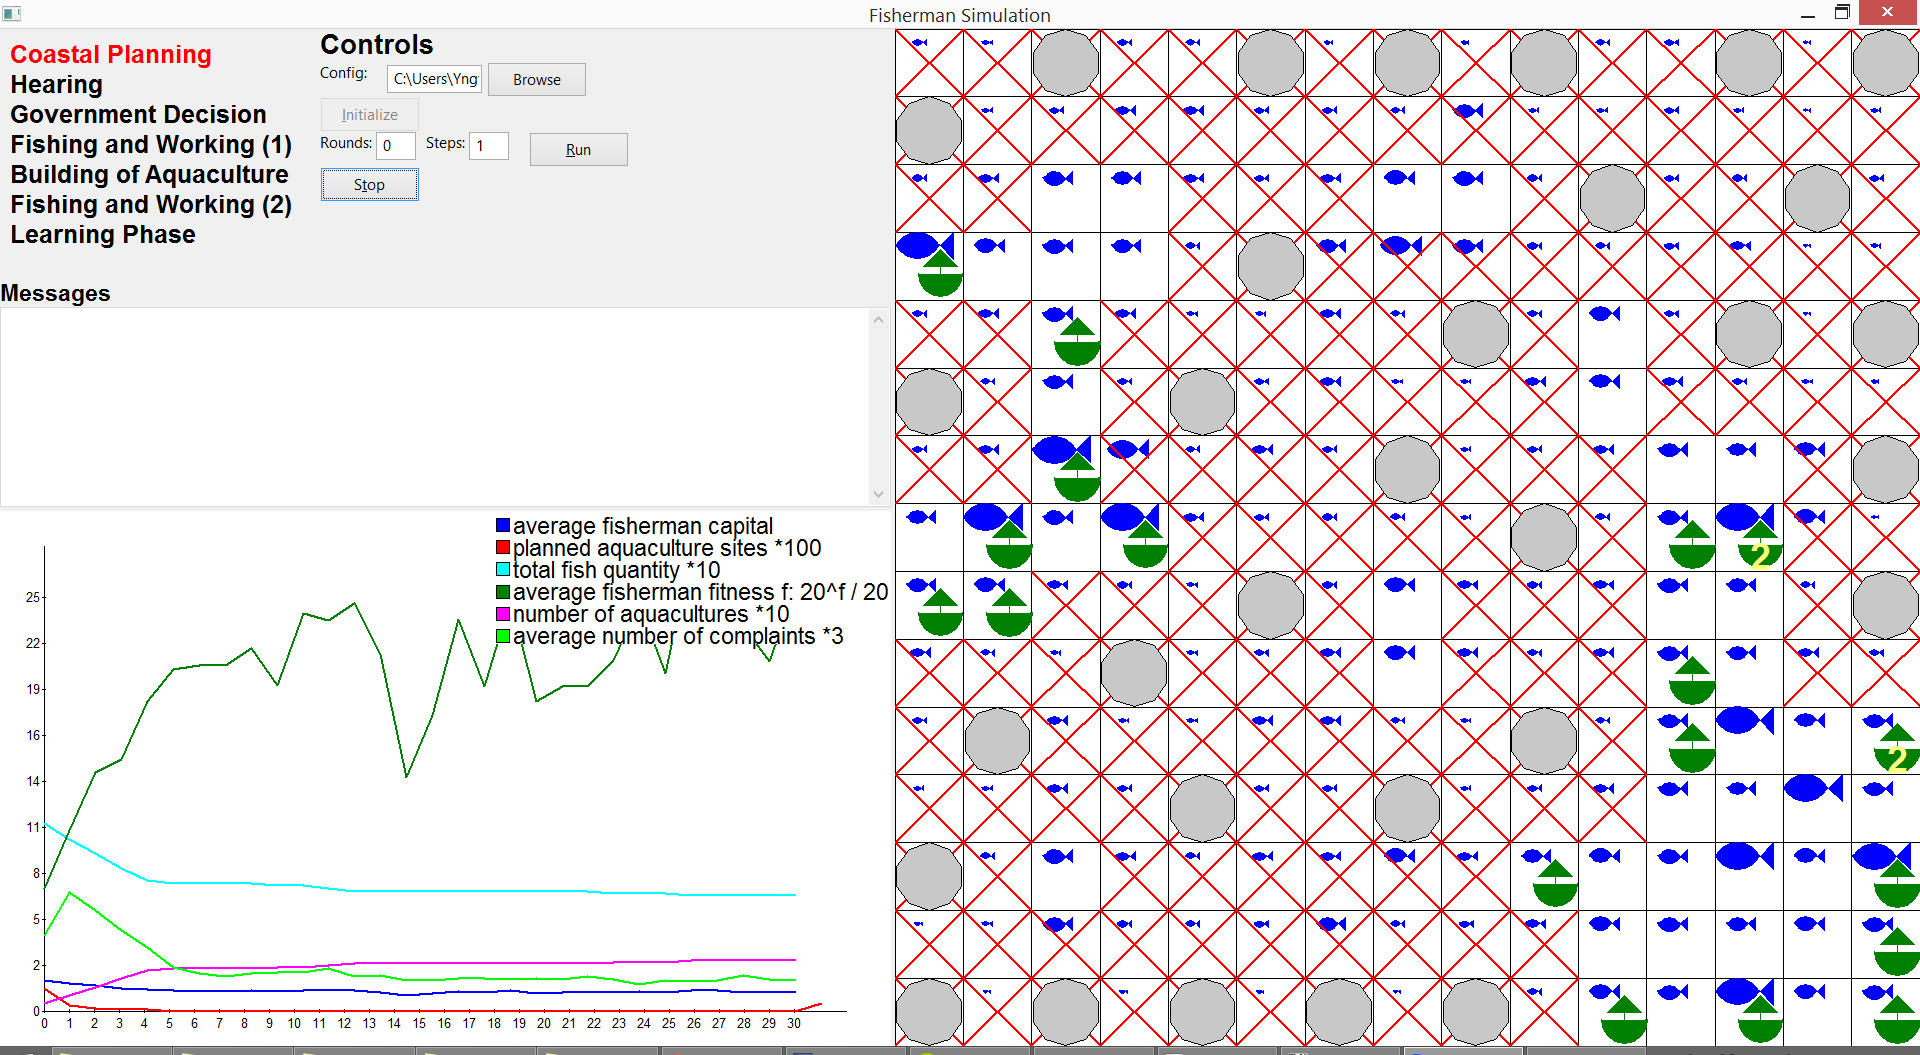 Fisherman Simulation
Coastal Planning
Hearing
Government Decision
Fishing and Working (1)
Building of Aquaculture
Fishing and Working (2)
Learning Phase
Controls
Config: C:\Users\Yng Browse
Initialize
Rounds: 0 Steps: 1 Run
Stop
Messages
average fisherman capital
planned aquaculture sites *100
total fish quantity *10
average fisherman fitness f: 20^f / 20
number of aquacultures *10
average number of complaints *3
25
22
19
16
14
11
8
5
2
0
0 1 2 3 4 5 6 7 8 9 10 11 12 13 14 15 16 17 18 19 20 21 22 23 24 25 26 27 28 29 30
2
2